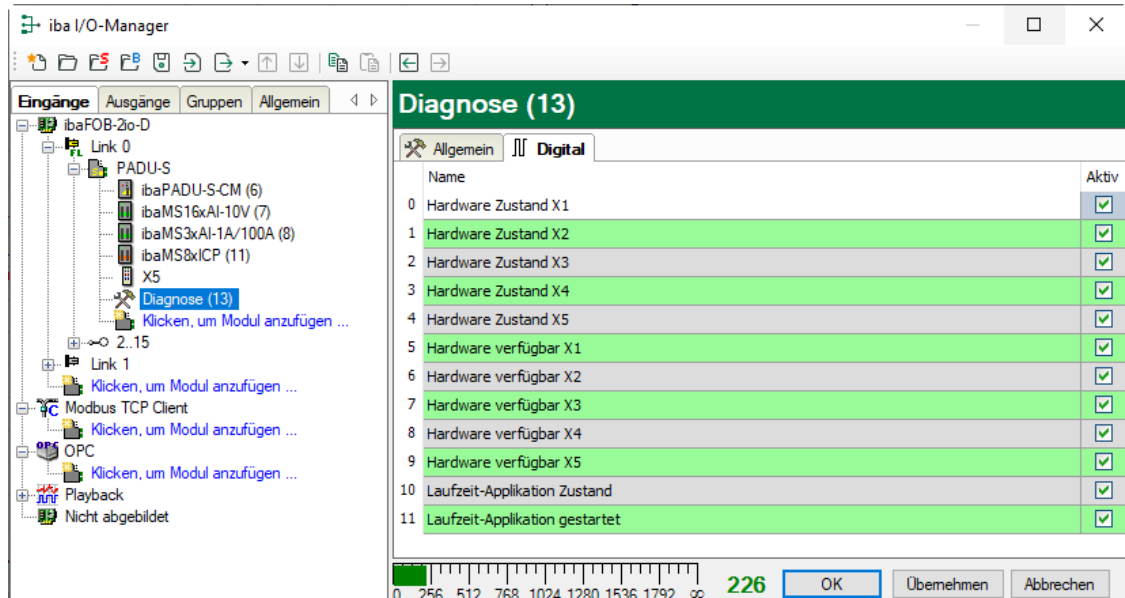 iba I/O-Manager
Eingänge Ausgänge Gruppen Allgemein
ibaFOB-2io-D
Link 0
PADU-S
ibaPADU-S-CM (6)
ibaMS16xAI-10V (7)
ibaMS3xAI-1A/100A (8)
ibaMS8xICP (11)
X5
Diagnose (13)
Klicken, um Modul anzufügen ...
2..15
Link 1
Klicken, um Modul anzufügen ...
Modbus TCP Client
Klicken, um Modul anzufügen ...
OPC
Klicken, um Modul anzufügen ...
Playback
Nicht abgebildet
Diagnose (13)
Allgemein Digital
Name Aktiv
0 Hardware Zustand X1
1 Hardware Zustand X2
2 Hardware Zustand X3
3 Hardware Zustand X4
4 Hardware Zustand X5
5 Hardware verfügbar X1
6 Hardware verfügbar X2
7 Hardware verfügbar X3
8 Hardware verfügbar X4
9 Hardware verfügbar X5
10 Laufzeit-Applikation Zustand
11 Laufzeit-Applikation gestartet
0 256 512 768 1024 1280 1536 1792 ∞ 226 OK Übernehmen Abbrechen